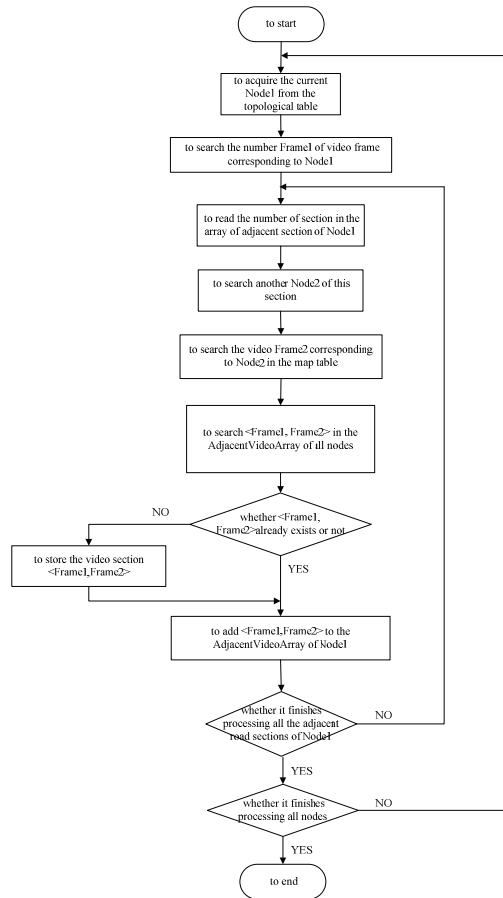 to start
to acquire the current
Node1 from the
topological table
to search the number Frame1 of video frame
corresponding to Node1
to read the number of section in the
array of adjacent section of Node1
to search another Node2 of this
section
to search the video Frame2 corresponding
to Node2 in the map table
to search <Frame1, Frame2> in the
AdjacentVideoArray of all nodes
whether <Frame1,
Frame2>already exists or not
NO
to store the video section
<Frame1,Frame2>
YES
to add <Frame1,Frame2> to the
AdjacentVideoArray of Node1
whether it finishes
processing all the adjacent
road sections of Node1
NO
YES
whether it finishes
processing all nodes
NO
YES
to end